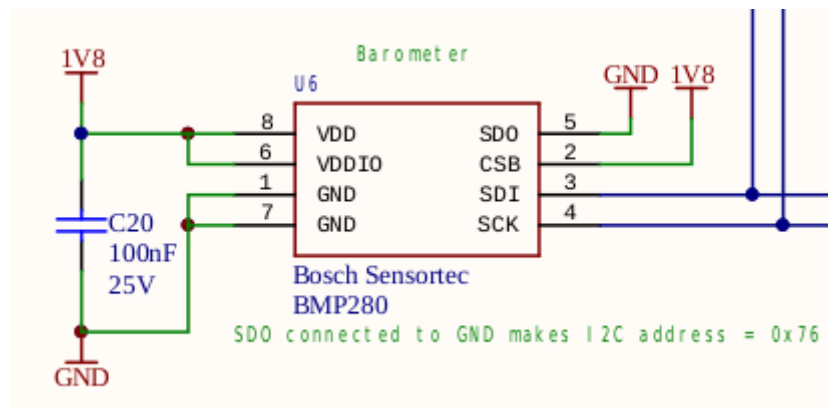 Barometer
1V8
U6
GND 1V8
8 VDD SDO 5
6 VDDIO CSB 2
1 GND SDI 3
7 GND SCK 4
C20
100nF
25V
Bosch Sensortec
BMP280
SDO connected to GND makes I2C address = 0x76
GND